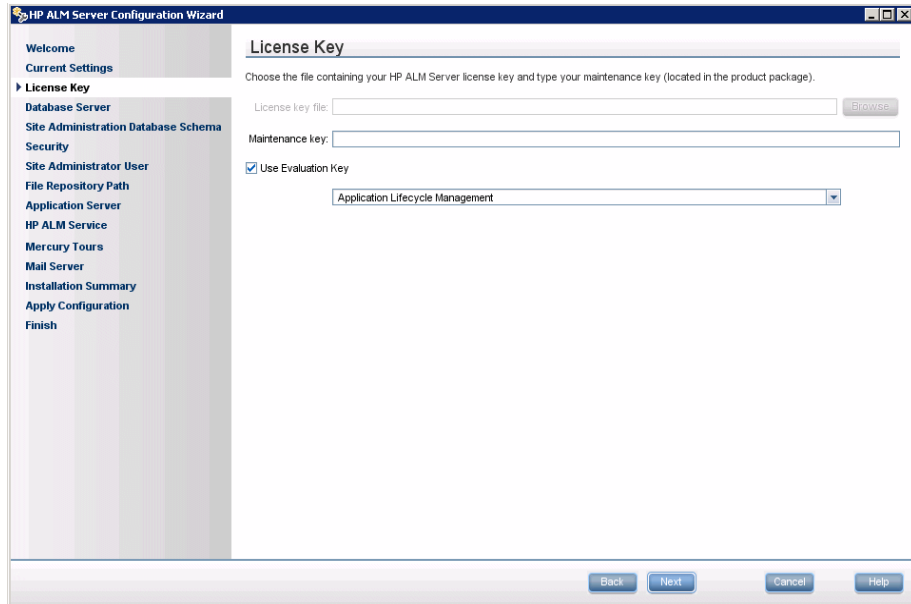 HP ALM Server Configuration Wizard
Welcome
Current Settings
License Key
Database Server
Site Administration Database Schema
Security
Site Administrator User
File Repository Path
Application Server
HP ALM Service
Mercury Tours
Mail Server
Installation Summary
Apply Configuration
Finish
License Key
Choose the file containing your HP ALM Server license key and type your maintenance key (located in the product package).
License key file:
Browse
Maintenance key:
Use Evaluation Key
Application Lifecycle Management
Back
Next
Cancel
Help